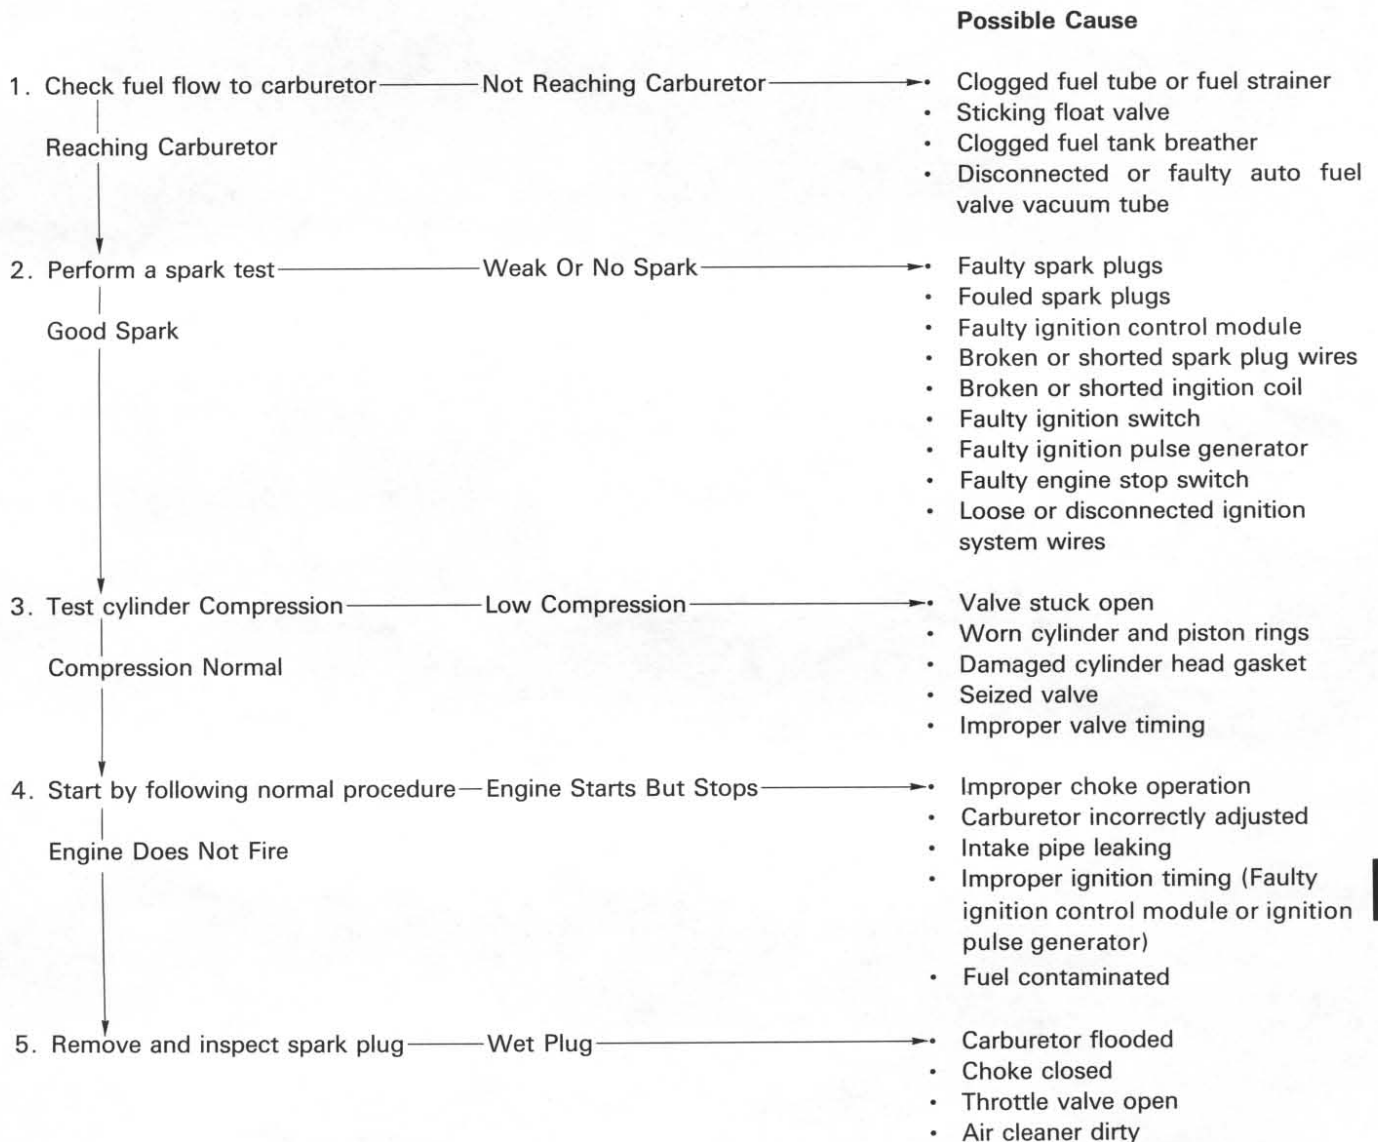 Possible Cause
1. Check fuel flow to carburetor Not Reaching Carburetor • Clogged fuel tube or fuel strainer
• Sticking float valve
Reaching Carburetor
• Clogged fuel tank breather
• Disconnected or faulty auto fuel
valve vacuum tube
2. Perform a spark test Weak Or No Spark • Faulty spark plugs
• Fouled spark plugs
Good Spark
• Faulty ignition control module
• Broken or shorted spark plug wires
• Broken or shorted ingition coil
• Faulty ignition switch
• Faulty ignition pulse generator
• Faulty engine stop switch
• Loose or disconnected ignition
system wires
3. Test cylinder Compression Low Compression • Valve stuck open
• Worn cylinder and piston rings
Compression Normal • Damaged cylinder head gasket
• Seized valve
• Improper valve timing
4. Start by following normal procedure Engine Starts But Stops • Improper choke operation
• Carburetor incorrectly adjusted
Engine Does Not Fire • Intake pipe leaking
• Improper ignition timing (Faulty
ignition control module or ignition
pulse generator)
• Fuel contaminated
5. Remove and inspect spark plug Wet Plug • Carburetor flooded
• Choke closed
• Throttle valve open
• Air cleaner dirty